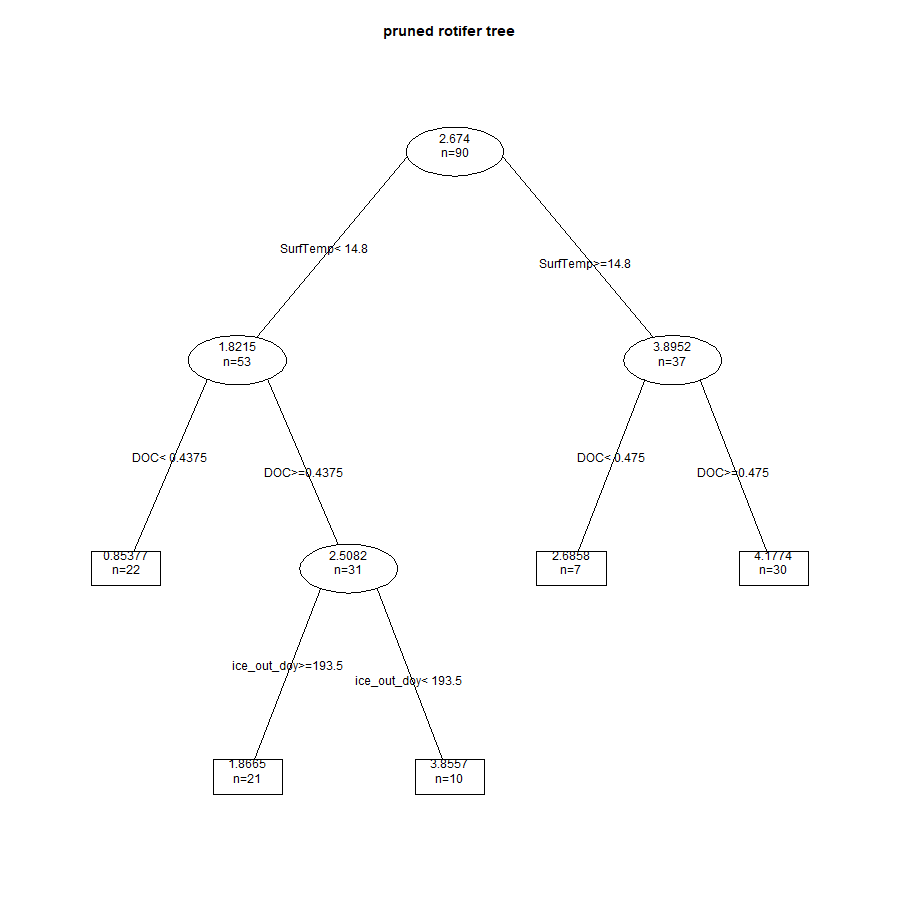 pruned rotifer tree
2.674
n=90
SurfTemp< 14.8
SurfTemp>=14.8
1.8215
n=53
3.8952
n=37
DOC< 0.4375
DOC>=0.4375
DOC< 0.475
DOC>=0.475
0.85377
n=22
2.5082
n=31
2.6858
n=7
4.1774
n=30
ice_out_doy>=193.5
ice_out_doy< 193.5
1.8665
n=21
3.8557
n=10